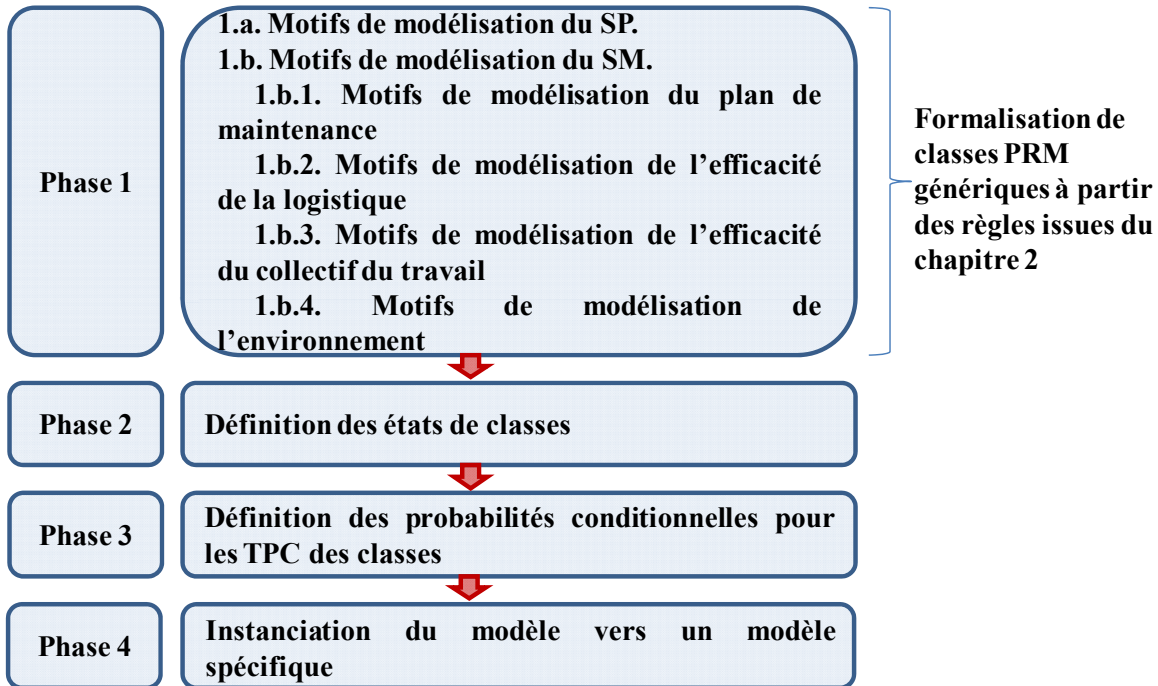 Phase 1
1.a. Motifs de modélisation du SP.
1.b. Motifs de modélisation du SM.
1.b.1. Motifs de modélisation du plan de
maintenance
1.b.2. Motifs de modélisation de l’efficacité
de la logistique
1.b.3. Motifs de modélisation de l’efficacité
du collectif du travail
1.b.4. Motifs de modélisation de
l’environnement
Formalisation de
classes PRM
génériques à partir
des règles issues du
chapitre 2
Phase 2
Définition des états de classes
Phase 3
Définition des probabilités conditionnelles pour
les TPC des classes
Phase 4
Instanciation du modèle vers un modèle
spécifique